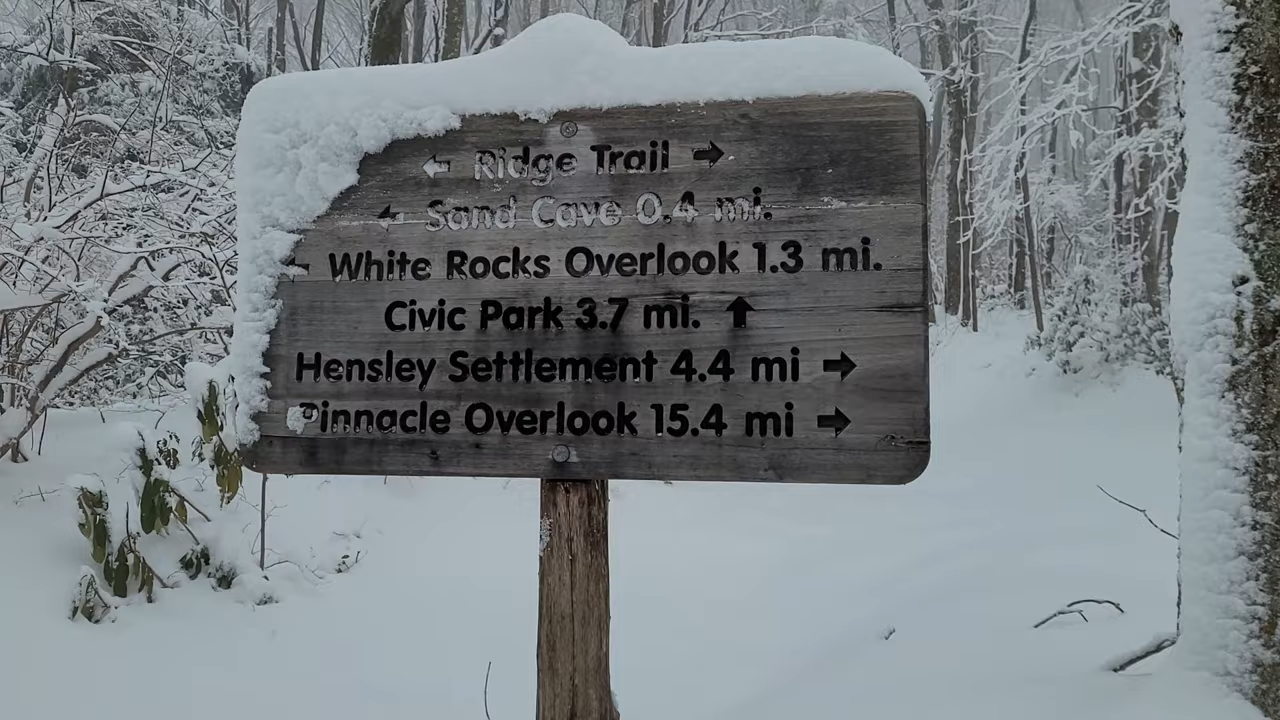 ← Ridge Trail →
← Sand Cave 0.4 mi.
← White Rocks Overlook 1.3 mi.
Civic Park 3.7 mi. ↑
Hensley Settlement 4.4 mi →
Pinnacle Overlook 15.4 mi →